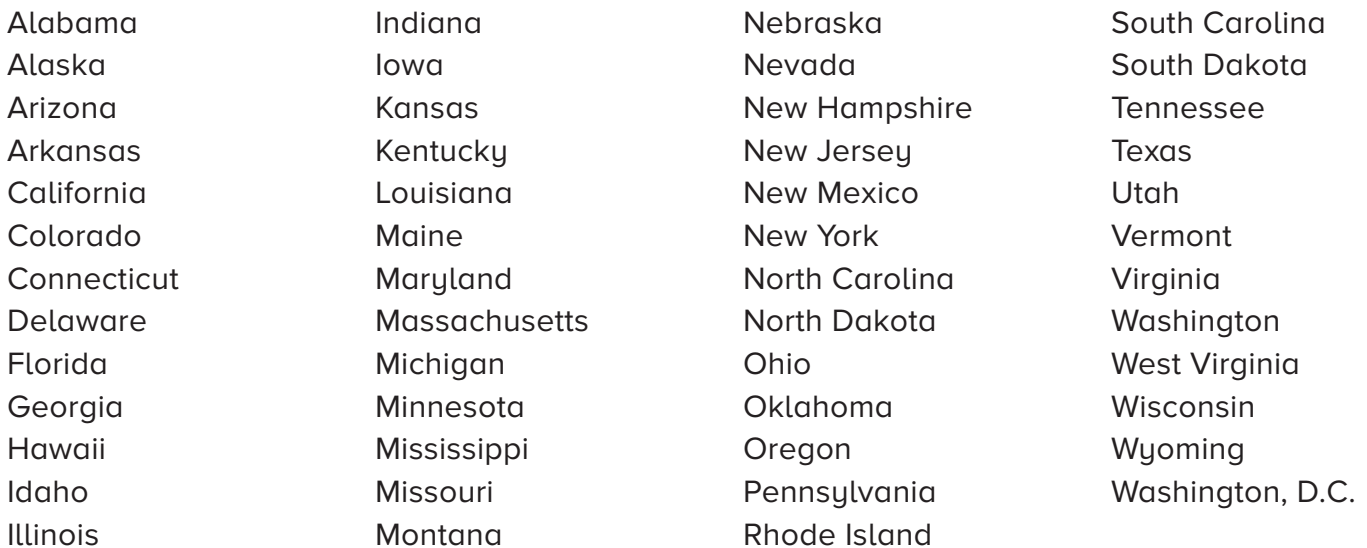 Alabama
Alaska
Arizona
Arkansas
California
Colorado
Connecticut
Delaware
Florida
Georgia
Hawaii
Idaho
Illinois
Indiana
Iowa
Kansas
Kentucky
Louisiana
Maine
Maryland
Massachusetts
Michigan
Minnesota
Mississippi
Missouri
Montana
Nebraska
Nevada
New Hampshire
New Jersey
New Mexico
New York
North Carolina
North Dakota
Ohio
Oklahoma
Oregon
Pennsylvania
Rhode Island
South Carolina
South Dakota
Tennessee
Texas
Utah
Vermont
Virginia
Washington
West Virginia
Wisconsin
Wyoming
Washington, D.C.